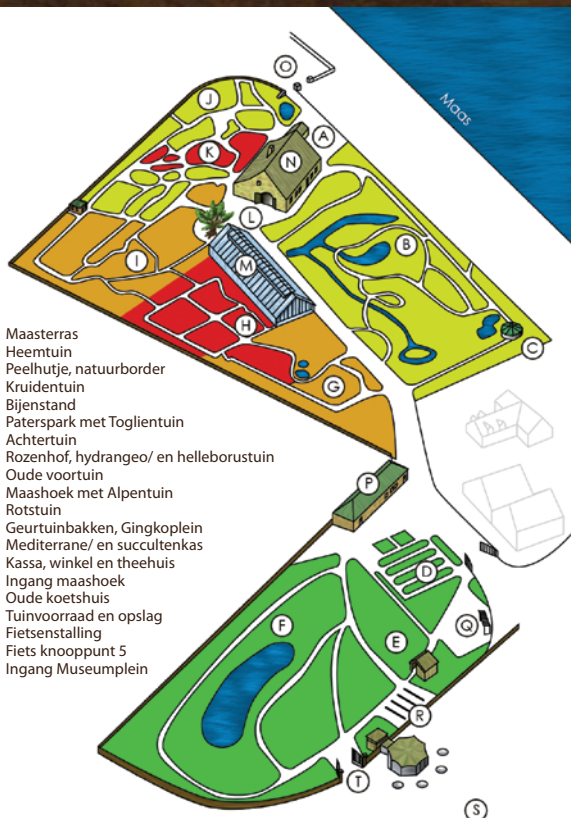 O
Maas
J
A
K
N
L
B
I
M
H
C
G
Maasterras
Heemtuin
Peelhutje, natuurborder
Kruidentuin
Bijenstand
Paterspark met Toglientuin
Achtertuin
Rozenhof, hydrangeo/ en helleborustuin
Oude voortuin
Maashoek met Alpentuin
Rotstuin
Geurtuinbakken, Gingkoplein
Mediterrane/ en succultenkas
Kassa, winkel en theehuis
Ingang maashoek
Oude koetshuis
Tuinvoorraad en opslag
Fietsenstalling
Fiets knooppunt 5
Ingang Museumplein
P
D
F
Q
E
R
T
S